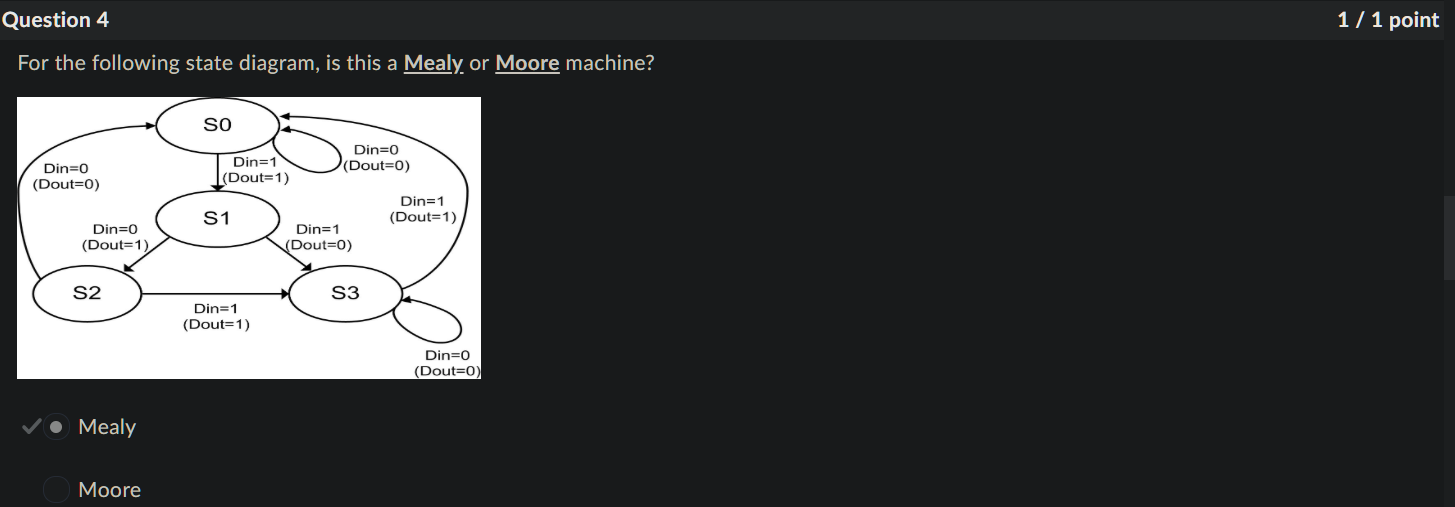 Question 4
1 / 1 point
For the following state diagram, is this a Mealy or Moore machine?
S0
Din=0
(Dout=0)
Din=1
(Dout=1)
Din=0
(Dout=0)
Din=1
(Dout=1)
S1
Din=0
(Dout=1)
Din=1
(Dout=0)
S2
S3
Din=1
(Dout=1)
Din=0
(Dout=0)
Mealy
Moore